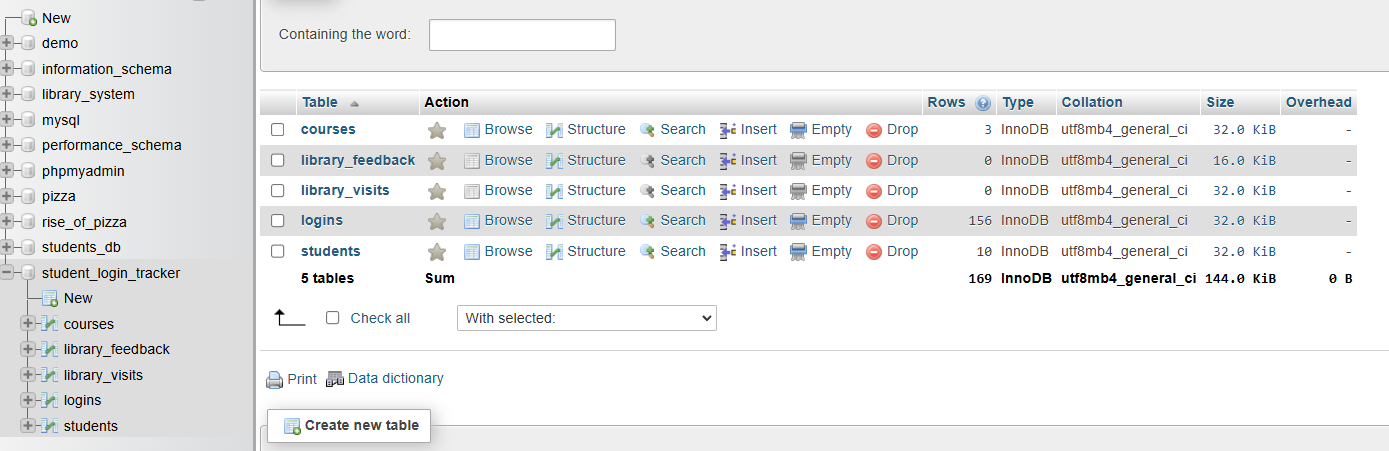 New
demo
information_schema
library_system
mysql
performance_schema
phpmyadmin
pizza
rise_of_pizza
students_db
student_login_tracker
New
courses
library_feedback
library_visits
logins
students
Containing the word:
Table Action Rows Type Collation Size Overhead
courses Browse Structure Search Insert Empty Drop 3 InnoDB utf8mb4_general_ci 32.0 KiB -
library_feedback Browse Structure Search Insert Empty Drop 0 InnoDB utf8mb4_general_ci 16.0 KiB -
library_visits Browse Structure Search Insert Empty Drop 0 InnoDB utf8mb4_general_ci 32.0 KiB -
logins Browse Structure Search Insert Empty Drop 156 InnoDB utf8mb4_general_ci 32.0 KiB -
students Browse Structure Search Insert Empty Drop 10 InnoDB utf8mb4_general_ci 32.0 KiB -
5 tables Sum 169 InnoDB utf8mb4_general_ci 144.0 KiB 0 B
Check all With selected:
Print Data dictionary
Create new table